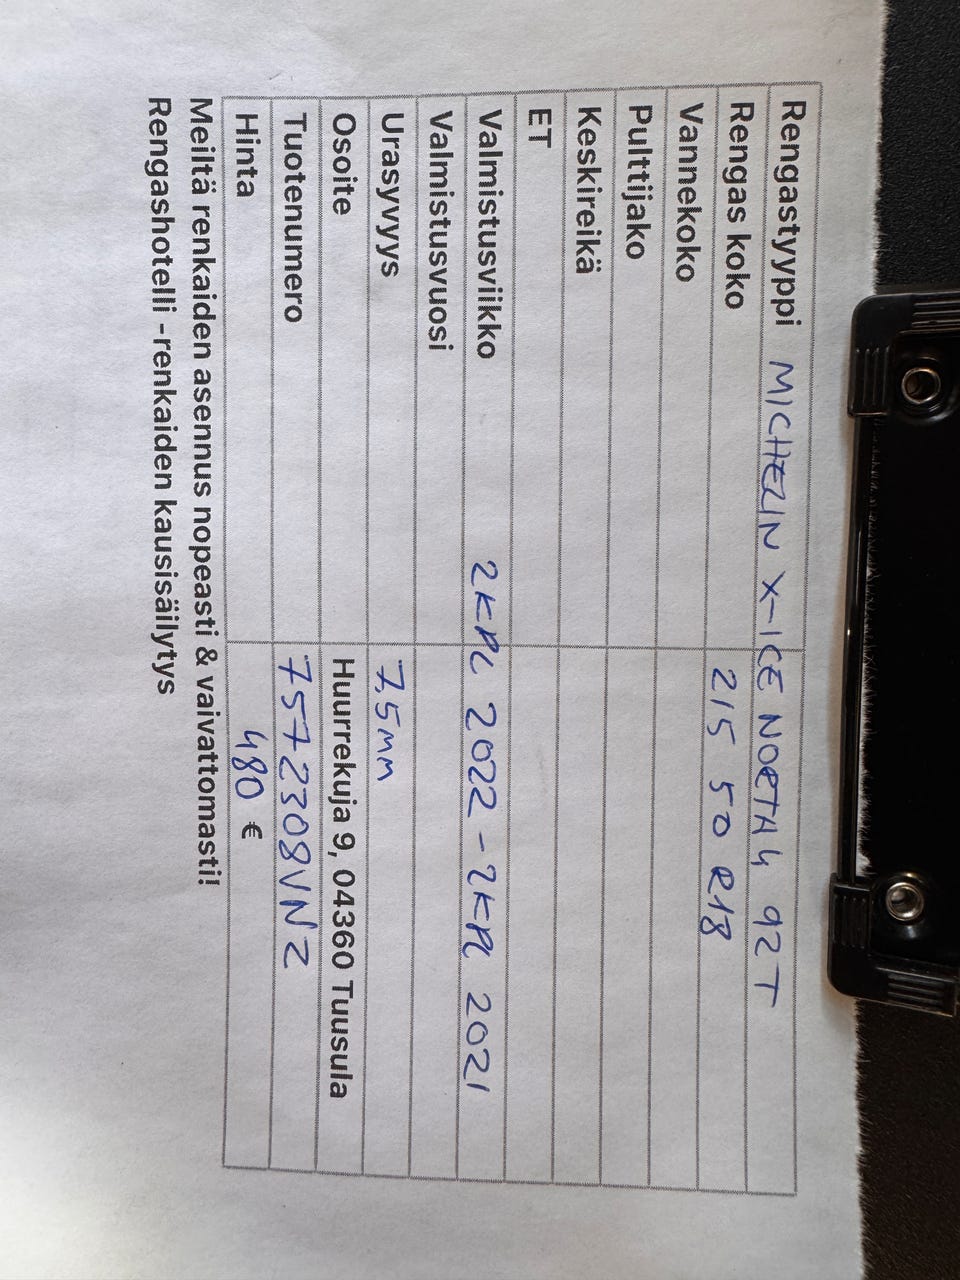 Rengastyyppi MICHELIN X-ICE NORTH 4 92T
Rengas koko 215 50 R18
Vannekoko
Pulttijako
Keskireikä
ET
Valmistusviikko 2KPL 2022 - 2KPL 2021
Valmistusvuosi
Urasyvyys 7,5mm
Osoite Huurrekuja 9, 04360 Tuusula
Tuotenumero 7572308VNZ
Hinta 480 €
Meiltä renkaiden asennus nopeasti & vaivattomasti!
Rengashotelli -renkaiden kausisäilytys